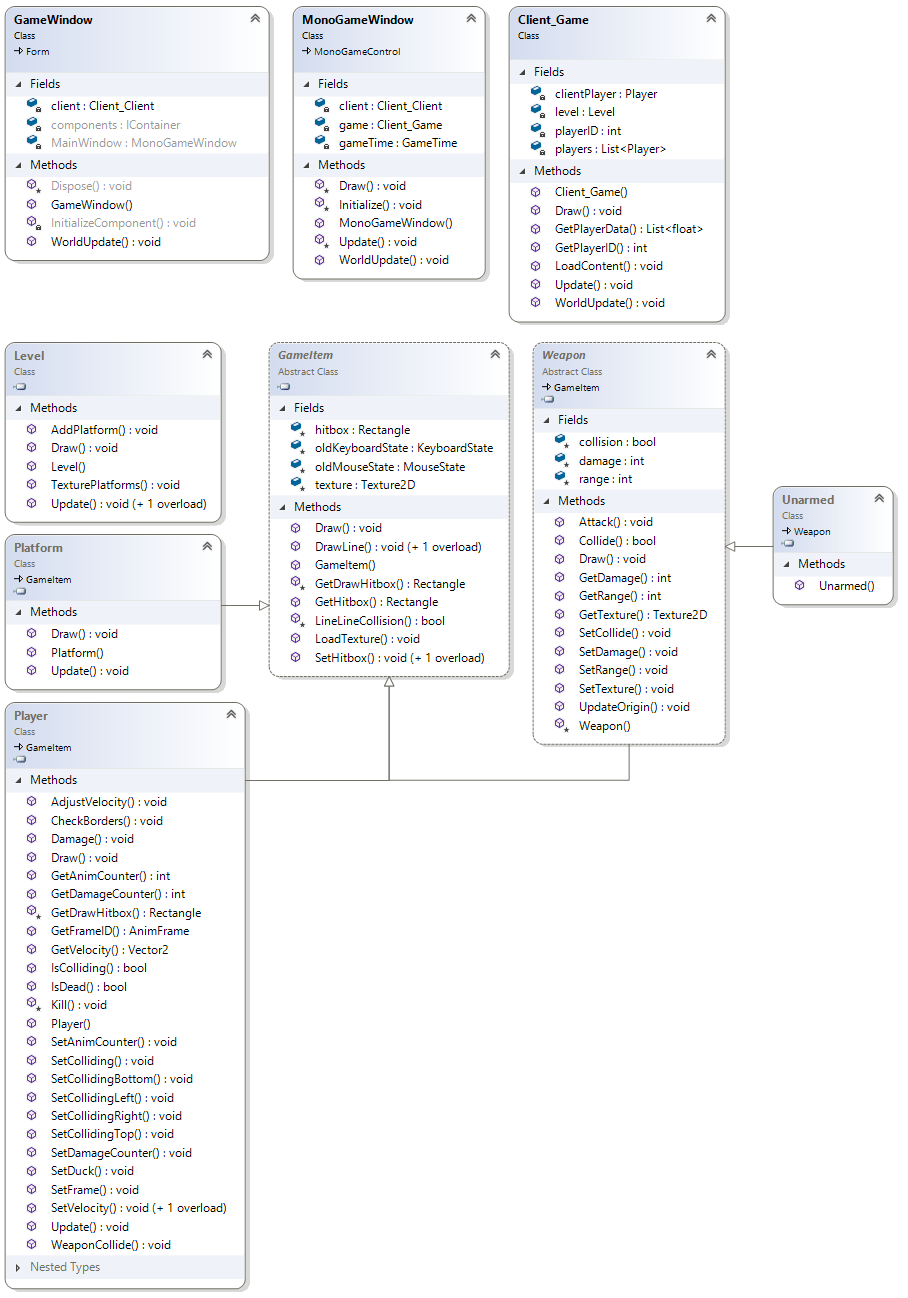 GameWindow
Class
Form
Fields
client : Client_Client
components : IContainer
MainWindow : MonoGameWindow
Methods
Dispose() : void
GameWindow()
InitializeComponent() : void
WorldUpdate() : void
MonoGameWindow
Class
MonoGameControl
Fields
client : Client_Client
game : Client_Game
gameTime : GameTime
Methods
Draw() : void
Initialize() : void
MonoGameWindow()
Update() : void
WorldUpdate() : void
Client_Game
Class
Fields
clientPlayer : Player
level : Level
playerID : int
players : List<Player>
Methods
Client_Game()
Draw() : void
GetPlayerData() : List<float>
GetPlayerID() : int
LoadContent() : void
Update() : void
WorldUpdate() : void
Level
Class
Methods
AddPlatform() : void
Draw() : void
Level()
TexturePlatforms() : void
Update() : void (+ 1 overload)
GameItem
Abstract Class
Fields
hitbox : Rectangle
oldKeyboardState : KeyboardState
oldMouseState : MouseState
texture : Texture2D
Methods
Draw() : void
DrawLine() : void (+ 1 overload)
GameItem()
GetDrawHitbox() : Rectangle
GetHitbox() : Rectangle
LineLineCollision() : bool
LoadTexture() : void
SetHitbox() : void (+ 1 overload)
Weapon
Abstract Class
GameItem
Fields
collision : bool
damage : int
range : int
Methods
Attack() : void
Collide() : bool
Draw() : void
GetDamage() : int
GetRange() : int
GetTexture() : Texture2D
SetCollide() : void
SetDamage() : void
SetRange() : void
SetTexture() : void
UpdateOrigin() : void
Weapon()
Unarmed
Class
Weapon
Methods
Unarmed()
Platform
Class
GameItem
Methods
Draw() : void
Platform()
Update() : void
Player
Class
GameItem
Methods
AdjustVelocity() : void
CheckBorders() : void
Damage() : void
Draw() : void
GetAnimCounter() : int
GetDamageCounter() : int
GetDrawHitbox() : Rectangle
GetFrameID() : AnimFrame
GetVelocity() : Vector2
IsColliding() : bool
IsDead() : bool
Kill() : void
Player()
SetAnimCounter() : void
SetColliding() : void
SetCollidingBottom() : void
SetCollidingLeft() : void
SetCollidingRight() : void
SetCollidingTop() : void
SetDamageCounter() : void
SetDuck() : void
SetFrame() : void
SetVelocity() : void (+ 1 overload)
Update() : void
WeaponCollide() : void
Nested Types